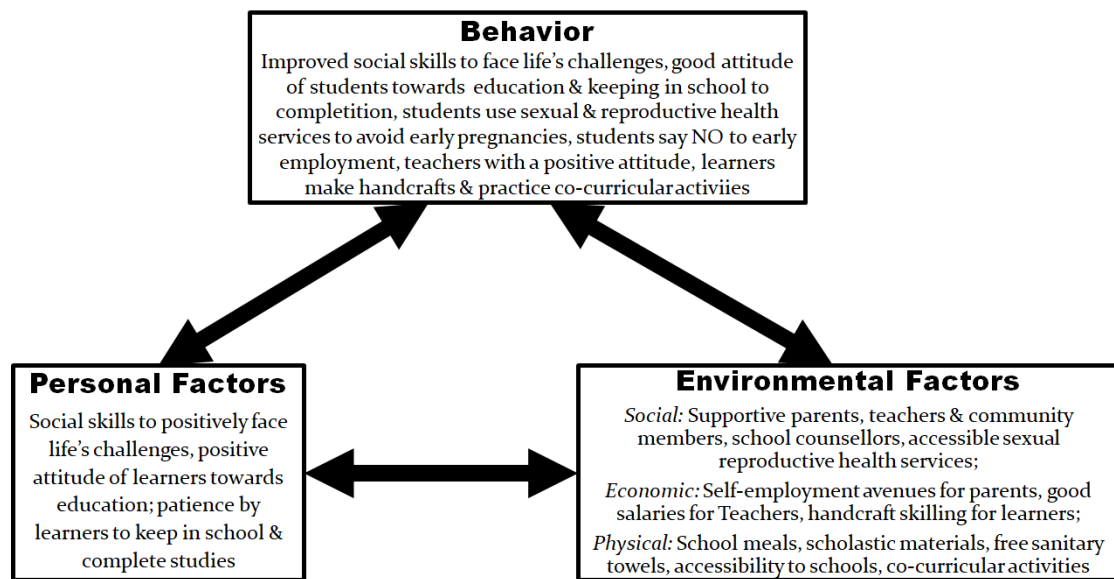 Behavior
Improved social skills to face life's challenges, good attitude
of students towards education & keeping in school to
completition, students use sexual & reproductive health
services to avoid early pregnancies, students say NO to early
employment, teachers with a positive attitude, learners
make handcrafts & practice co-curricular activiies
Personal Factors
Social skills to positively face
life's challenges, positive
attitude of learners towards
education; patience by
learners to keep in school &
complete studies
Environmental Factors
Social: Supportive parents, teachers & community
members, school counsellors, accessible sexual
reproductive health services;
Economic: Self-employment avenues for parents, good
salaries for Teachers, handcraft skilling for learners;
Physical: School meals, scholastic materials, free sanitary
towels, accessibility to schools, co-curricular activities